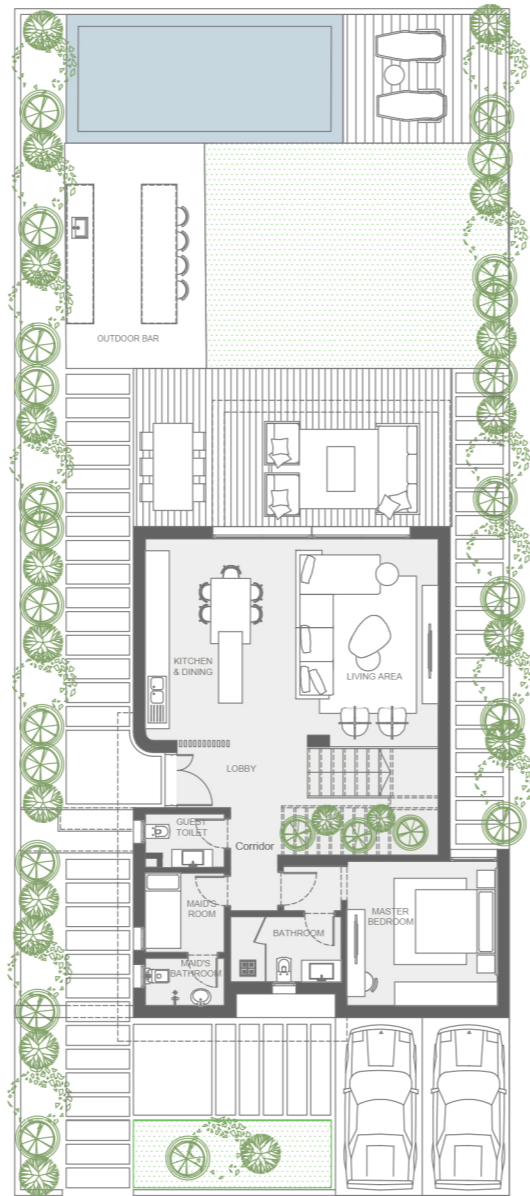 OUTDOOR BAR
KITCHEN
& DINING
LIVING AREA
LOBBY
GUEST
TOILET
Corridor
MAID'S
ROOM
MASTER
BEDROOM
BATHROOM
MAID'S
BATHROOM